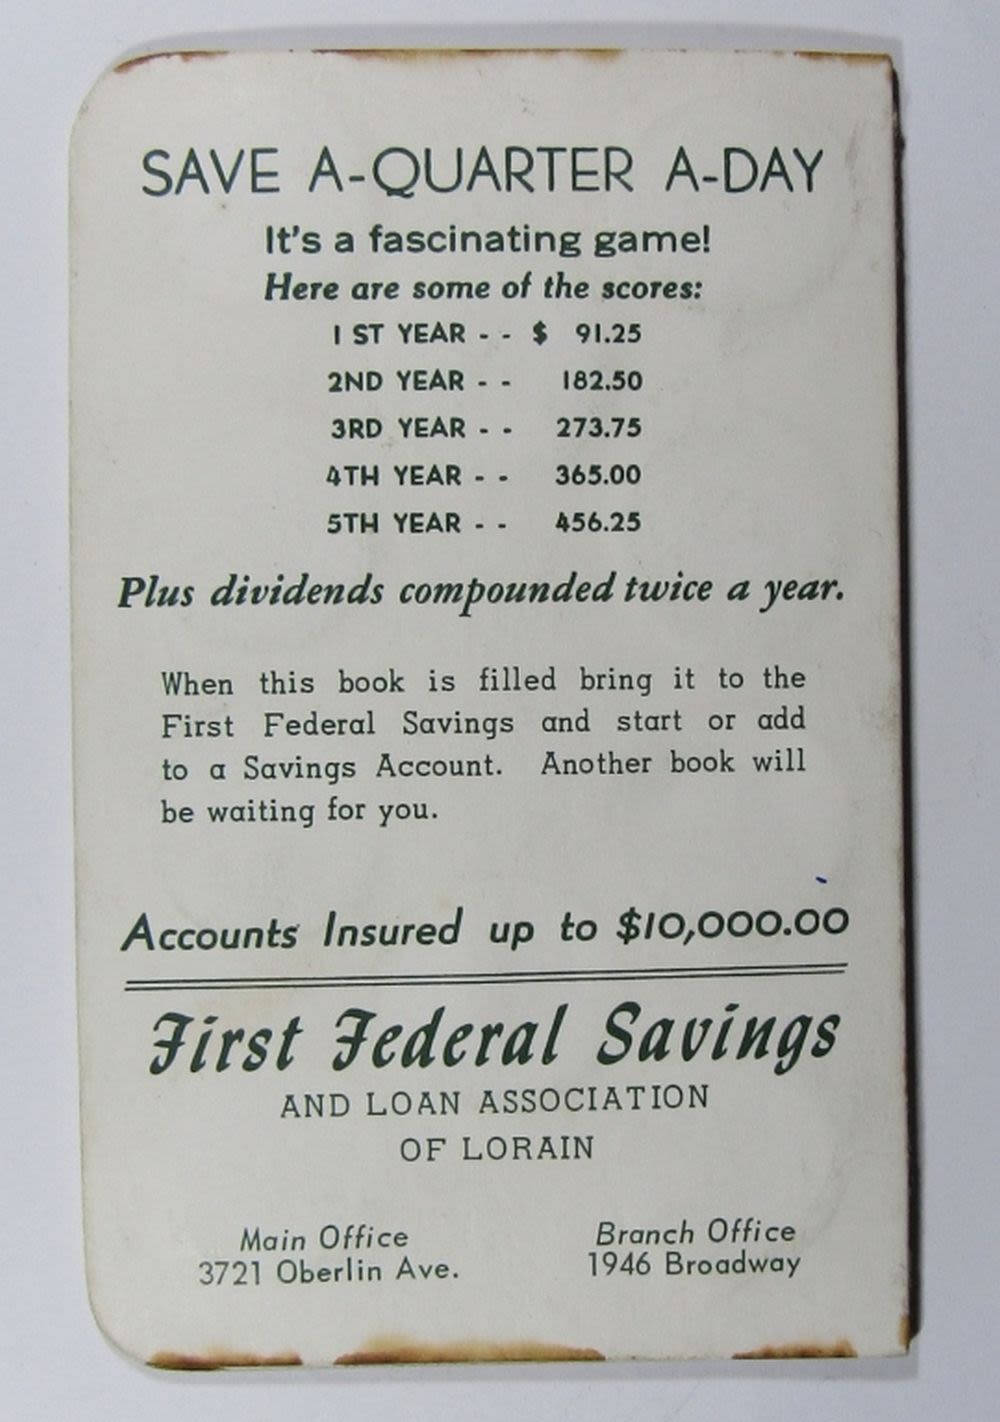 SAVE A-QUARTER A-DAY
It's a fascinating game!
Here are some of the scores:
1 ST YEAR - - $ 91.25
2ND YEAR - - 182.50
3RD YEAR - - 273.75
4TH YEAR - - 365.00
5TH YEAR - - 456.25
Plus dividends compounded twice a year.
When this book is filled bring it to the
First Federal Savings and start or add
to a Savings Account. Another book will
be waiting for you.
Accounts Insured up to $10,000.00
First Federal Savings
AND LOAN ASSOCIATION
OF LORAIN
Main Office Branch Office
3721 Oberlin Ave. 1946 Broadway